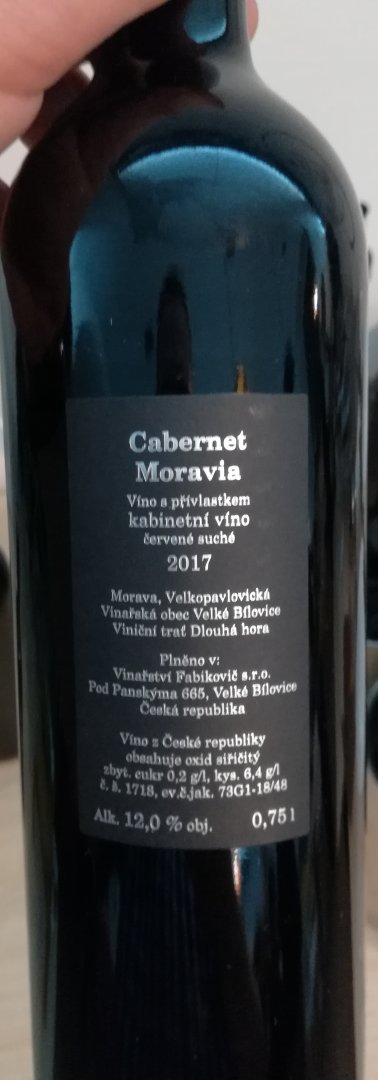 Cabernet
Moravia
Víno s přívlastkem
kabinetní víno
červené suché
2017
Morava, Velkopavlovická
Vinařská obec Velké Bílovice
Viniční trať Dlouhá hora
Plněno v:
Vinařství Fabikovič s.r.o.
Pod Panskýma 665, Velké Bílovice
Česká republika
Víno z České republiky
obsahuje oxid siřičitý
zbyt. cukr 0,2 g/l, kys. 6,4 g/l
č. š. 1718, ev.č.jak. 73G1-18/48
Alk. 12,0 % obj. 0,75 l